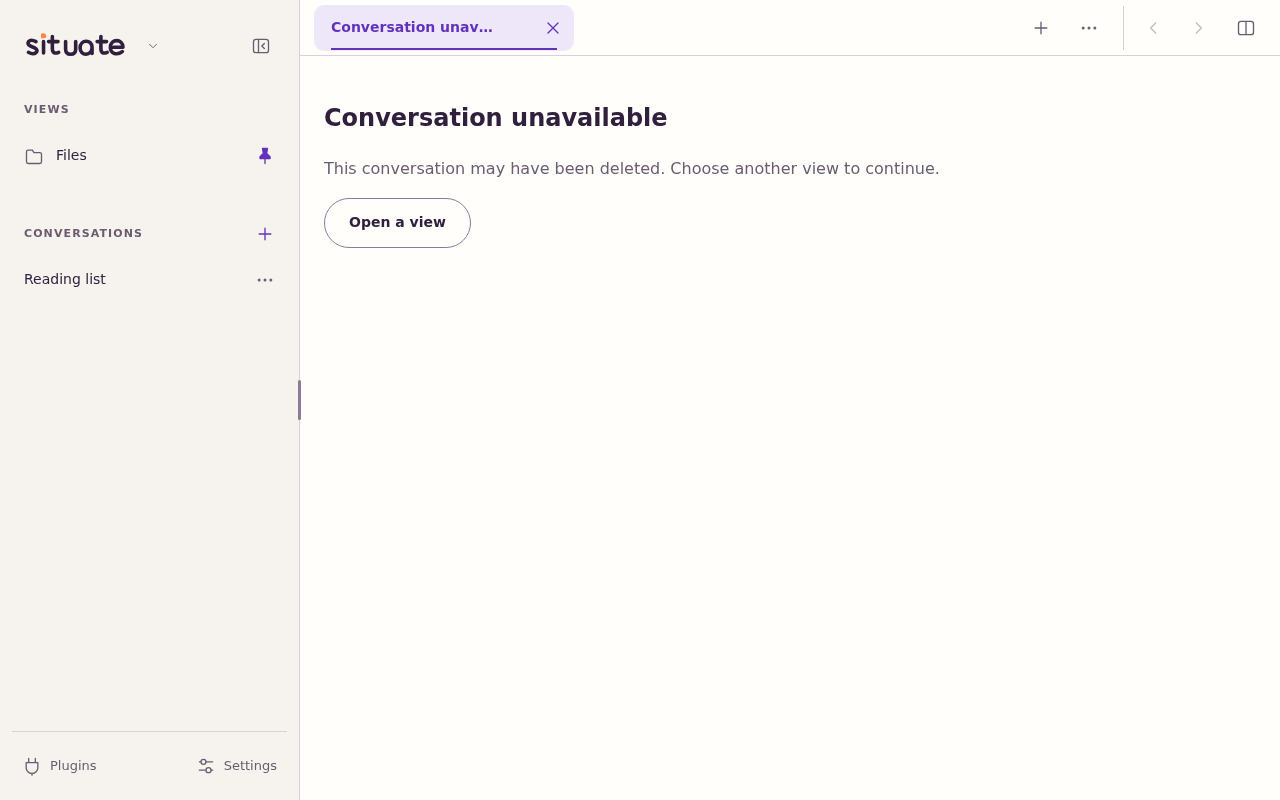 situate
VIEWS
Files
CONVERSATIONS
Reading list
Plugins
Settings
Conversation unav…
Conversation unavailable
This conversation may have been deleted. Choose another view to continue.
Open a view